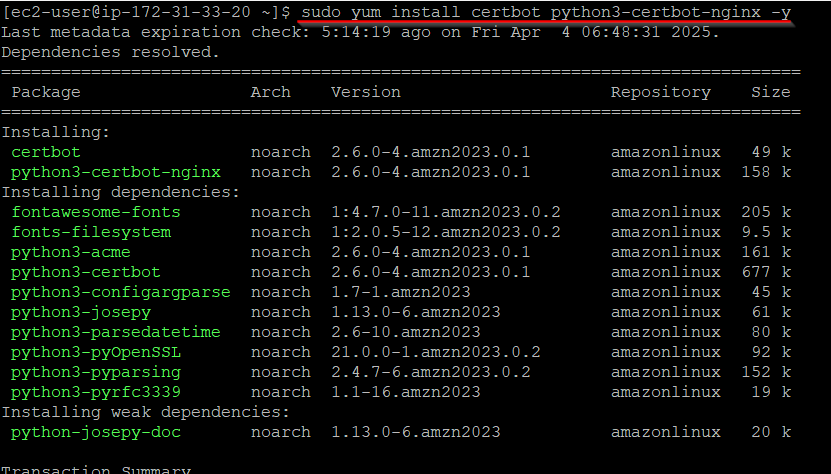 [ec2-user@ip-172-31-33-20 ~]$ sudo yum install certbot python3-certbot-nginx -y
Last metadata expiration check: 5:14:19 ago on Fri Apr  4 06:48:31 2025.
Dependencies resolved.
================================================================================
 Package                Arch    Version                     Repository    Size
================================================================================
Installing:
 certbot                 noarch  2.6.0-4.amzn2023.0.1        amazonlinux   49 k
 python3-certbot-nginx   noarch  2.6.0-4.amzn2023.0.1        amazonlinux  158 k
Installing dependencies:
 fontawesome-fonts       noarch  1:4.7.0-11.amzn2023.0.2     amazonlinux  205 k
 fonts-filesystem        noarch  1:2.0.5-12.amzn2023.0.2     amazonlinux  9.5 k
 python3-acme            noarch  2.6.0-4.amzn2023.0.1        amazonlinux  161 k
 python3-certbot         noarch  2.6.0-4.amzn2023.0.1        amazonlinux  677 k
 python3-configargparse  noarch  1.7-1.amzn2023              amazonlinux   45 k
 python3-josepy          noarch  1.13.0-6.amzn2023           amazonlinux   61 k
 python3-parsedatetime   noarch  2.6-10.amzn2023             amazonlinux   80 k
 python3-pyOpenSSL       noarch  21.0.0-1.amzn2023.0.2       amazonlinux   92 k
 python3-pyparsing       noarch  2.4.7-6.amzn2023.0.2        amazonlinux  152 k
 python3-pyrfc3339       noarch  1.1-16.amzn2023             amazonlinux   19 k
Installing weak dependencies:
 python-josepy-doc       noarch  1.13.0-6.amzn2023           amazonlinux   20 k
Transaction Summary